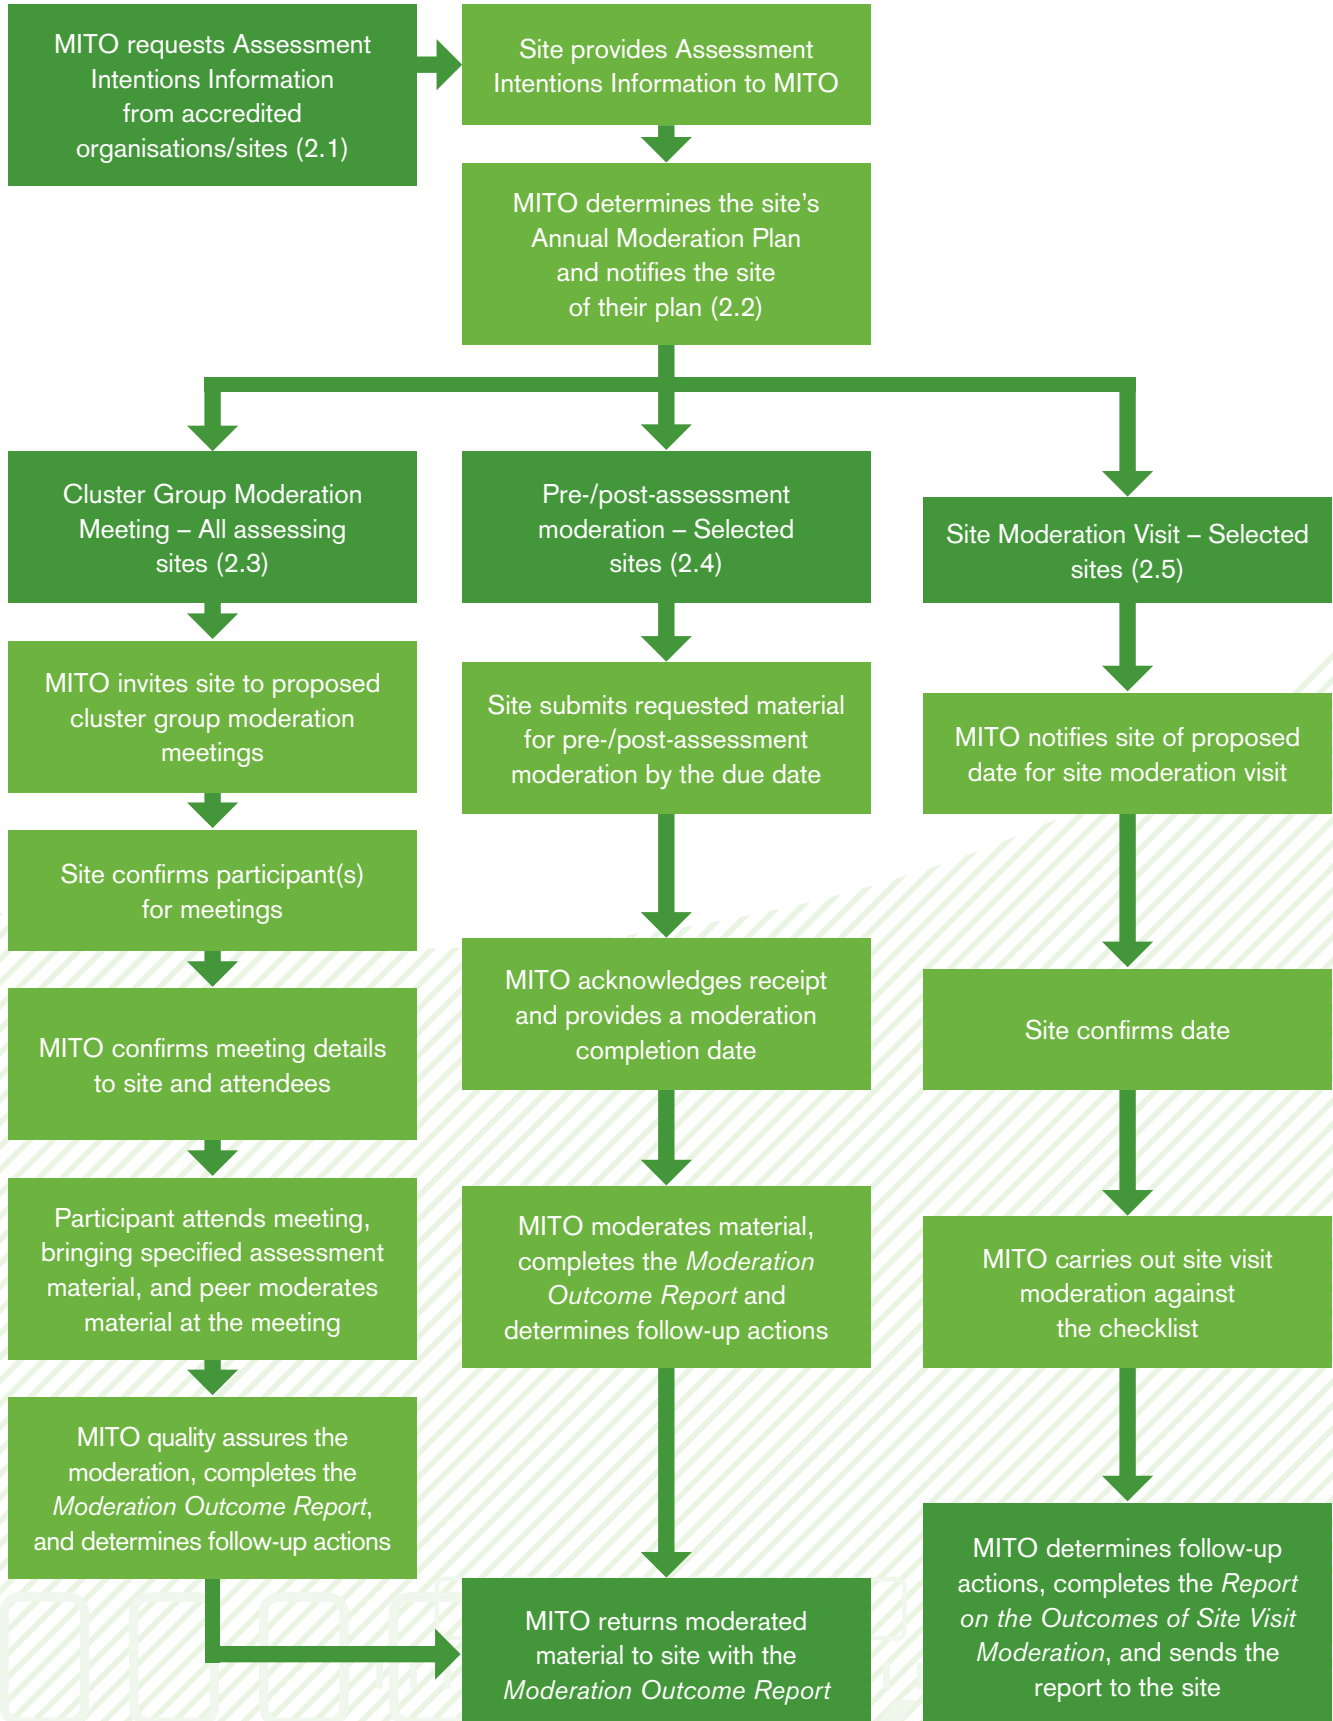 MITO requests Assessment
Intentions Information
from accredited
organisations/sites (2.1)
Site provides Assessment
Intentions Information to MITO
MITO determines the site’s
Annual Moderation Plan
and notifies the site
of their plan (2.2)
Cluster Group Moderation
Meeting – All assessing
sites (2.3)
MITO invites site to proposed
cluster group moderation
meetings
Site confirms participant(s)
for meetings
MITO confirms meeting details
to site and attendees
Participant attends meeting,
bringing specified assessment
material, and peer moderates
material at the meeting
MITO quality assures the
moderation, completes the
Moderation Outcome Report,
and determines follow-up actions
Pre-/post-assessment
moderation – Selected
sites (2.4)
Site submits requested material
for pre-/post-assessment
moderation by the due date
MITO acknowledges receipt
and provides a moderation
completion date
MITO moderates material,
completes the Moderation
Outcome Report and
determines follow-up actions
MITO returns moderated
material to site with the
Moderation Outcome Report
Site Moderation Visit – Selected
sites (2.5)
MITO notifies site of proposed
date for site moderation visit
Site confirms date
MITO carries out site visit
moderation against
the checklist
MITO determines follow-up
actions, completes the Report
on the Outcomes of Site Visit
Moderation, and sends the
report to the site